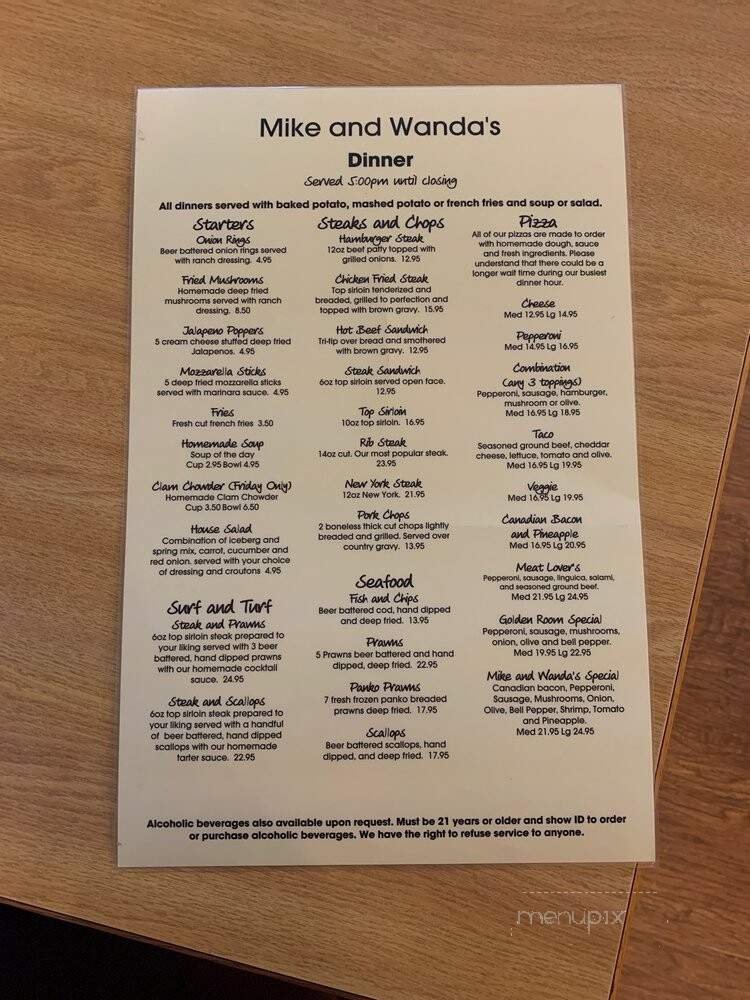 Mike and Wanda's
Dinner
Served 5:00pm until closing
All dinners served with baked potato, mashed potato or french fries and soup or salad.
Starters
Onion Rings
Beer battered onion rings served
with ranch dressing. 4.95
Fried Mushrooms
Homemade deep fried
mushrooms served with ranch
dressing. 8.50
Jalapeno Poppers
5 cream cheese stuffed deep fried
Jalapenos. 4.95
Mozzarella Sticks
5 deep fried mozzarella sticks
served with marinara sauce. 4.95
Fries
Fresh cut french fries 3.50
Homemade Soup
Soup of the day
Cup 2.95 Bowl 4.95
Clam Chowder (Friday Only)
Homemade Clam Chowder
Cup 3.50 Bowl 6.50
House Salad
Combination of iceberg and
spring mix, carrot, cucumber and
red onion. served with your choice
of dressing and croutons 4.95
Surf and Turf
Steak and Prawns
6oz top sirloin steak prepared to
your liking served with 3 beer
battered, hand dipped prawns
with our homemade cocktail
sauce. 24.95
Steak and Scallops
6oz top sirloin steak prepared to
your liking served with a handful
of beer battered, hand dipped
scallops with our homemade
tarter sauce. 22.95
Steaks and Chops
Hamburger Steak
12oz beef patty topped with
grilled onions. 12.95
Chicken Fried Steak
Top sirloin tenderized and
breaded, grilled to perfection and
topped with brown gravy. 15.95
Hot Beef Sandwich
Tri-tip over bread and smothered
with brown gravy. 12.95
Steak Sandwich
6oz top sirloin served open face.
12.95
Top Sirloin
10oz top sirloin. 16.95
Rib Steak
14oz cut. Our most popular steak.
23.95
New York Steak
12oz New York. 21.95
Pork Chops
2 boneless thick cut chops lightly
breaded and grilled. Served over
country gravy. 13.95
Seafood
Fish and Chips
Beer battered cod, hand dipped
and deep fried. 13.95
Prawns
5 Prawns beer battered and hand
dipped, deep fried. 22.95
Panko Prawns
7 fresh frozen panko breaded
prawns deep fried. 17.95
Scallops
Beer battered scallops, hand
dipped, and deep fried. 17.95
Pizza
All of our pizzas are made to order
with homemade dough, sauce
and fresh ingredients. Please
understand that there could be a
longer wait time during our busiest
dinner hour.
Cheese
Med 12.95 Lg 14.95
Pepperoni
Med 14.95 Lg 16.95
Combination
(any 3 toppings)
Pepperoni, sausage, hamburger,
mushroom or olive.
Med 16.95 Lg 18.95
Taco
Seasoned ground beef, cheddar
cheese, lettuce, tomato and olive.
Med 16.95 Lg 19.95
Veggie
Med 16.95 Lg 19.95
Canadian Bacon
and Pineapple
Med 16.95 Lg 20.95
Meat Lover's
Pepperoni, sausage, linguica, salami,
and seasoned ground beef.
Med 21.95 Lg 24.95
Golden Room Special
Pepperoni, sausage, mushrooms,
onion, olive and bell pepper.
Med 19.95 Lg 22.95
Mike and Wanda's Special
Canadian bacon, Pepperoni,
Sausage, Mushrooms, Onion,
Olive, Bell Pepper, Shrimp, Tomato
and Pineapple.
Med 21.95 Lg 24.95
Alcoholic beverages also available upon request. Must be 21 years or older and show ID to order
or purchase alcoholic beverages. We have the right to refuse service to anyone.
menupix